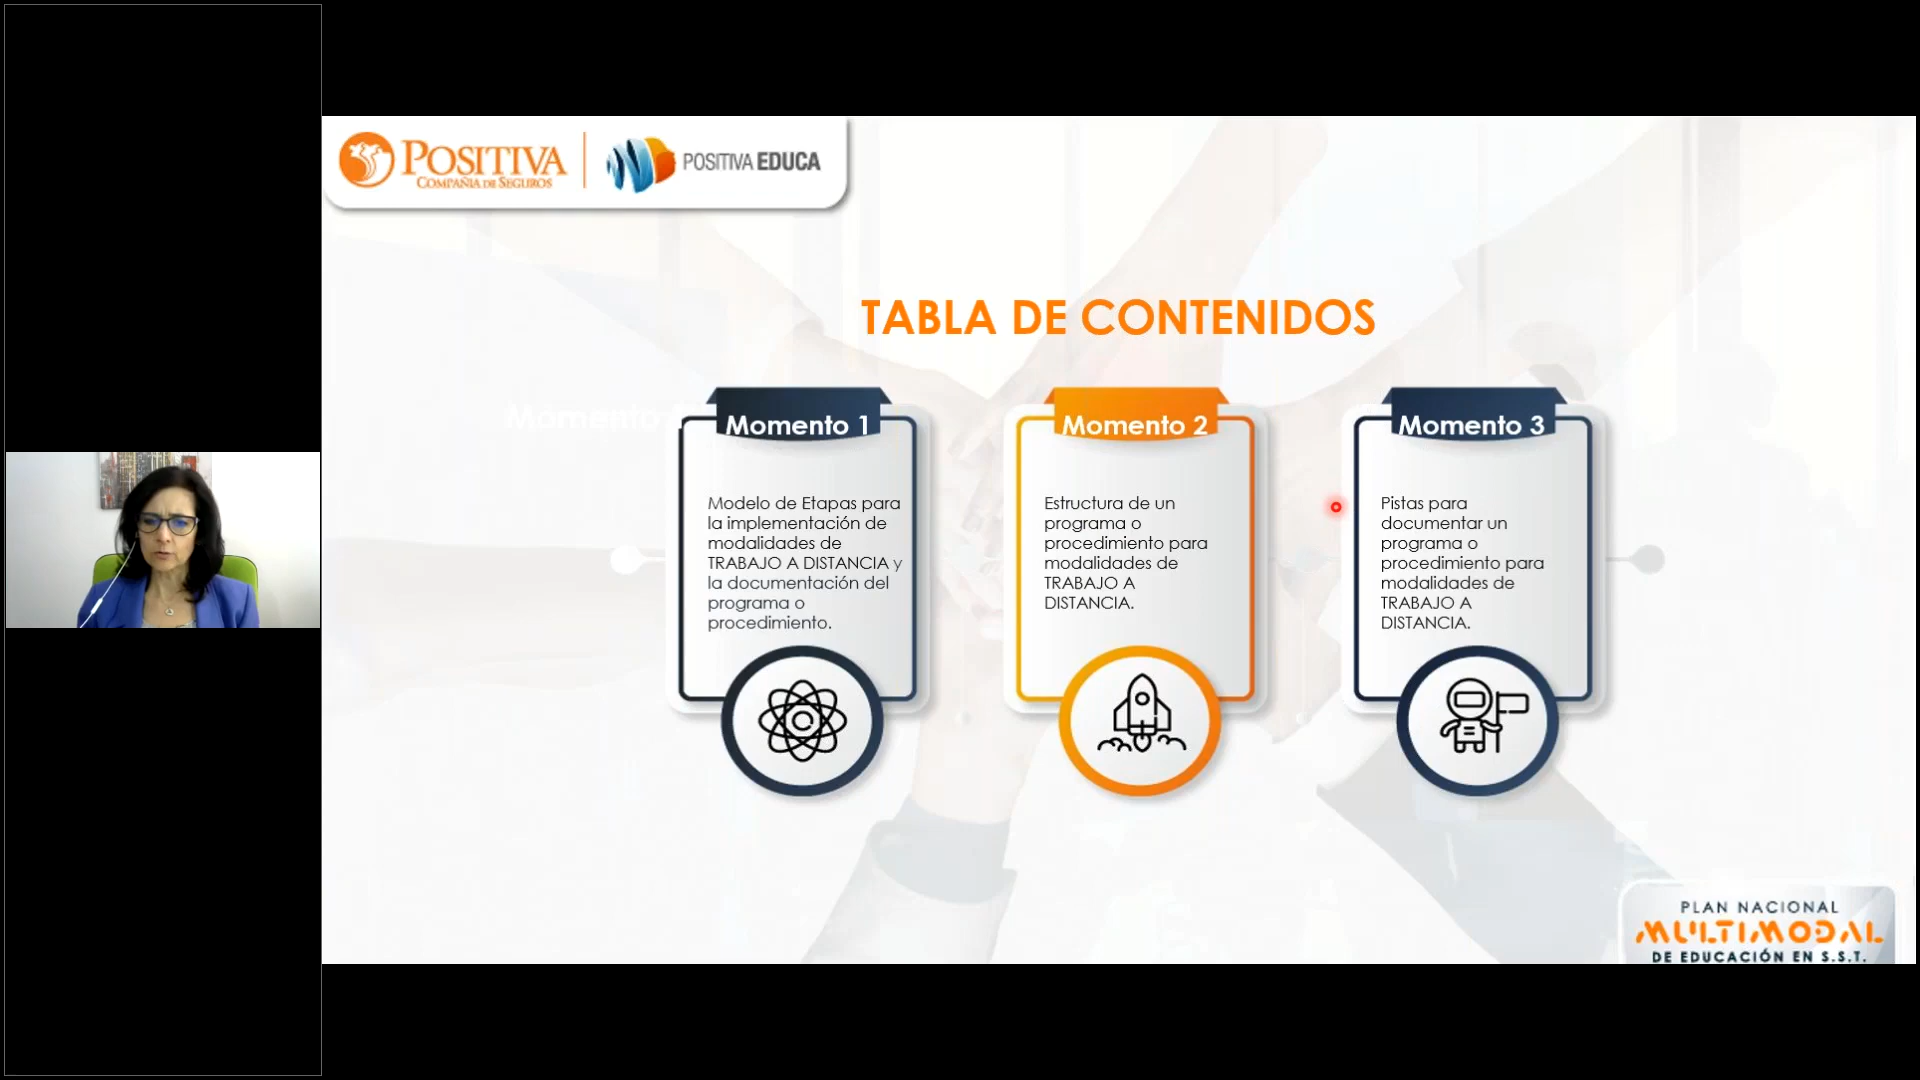 POSITIVA
COMPAÑIA DE SEGUROS
POSITIVA EDUCA
TABLA DE CONTENIDOS
Momento 1
Momento 1
Modelo de Etapas para
la implementación de
modalidades de
TRABAJO A DISTANCIA y
la documentación del
programa o
procedimiento.
Momento 2
Estructura de un
programa o
procedimiento para
modalidades de
TRABAJO A
DISTANCIA.
Momento 3
Pistas para
documentar un
programa o
procedimiento para
modalidades de
TRABAJO A
DISTANCIA.
PLAN NACIONAL
MULTIMODAL
DE EDUCACIÓN EN S.S.T.